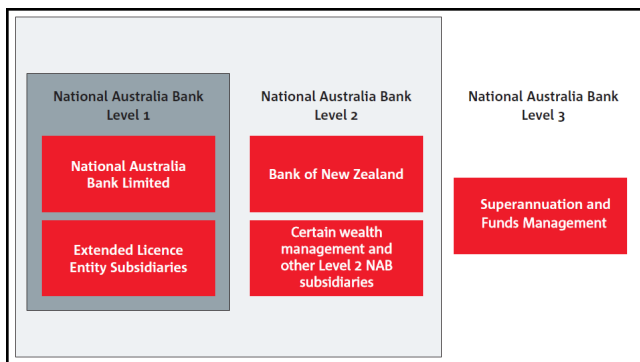 National Australia Bank
Level 1
National Australia
Bank Limited
Extended Licence
Entity Subsidiaries
National Australia Bank
Level 2
Bank of New Zealand
Certain wealth
management and
other Level 2 NAB
subsidiaries
National Australia Bank
Level 3
Superannuation and
Funds Management